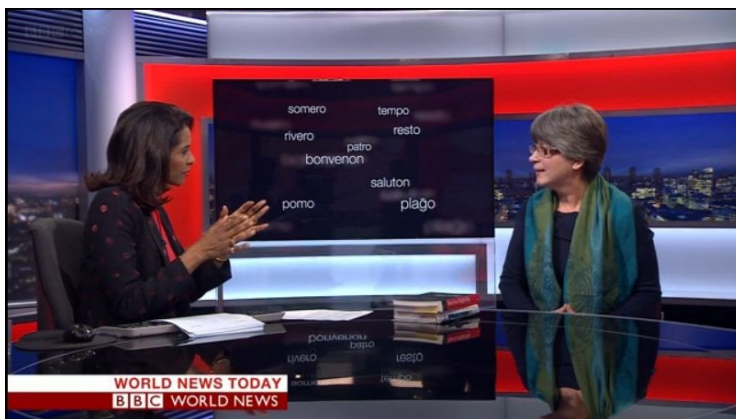 somero
tempo
rivero
resto
patro
bonvenon
saluton
pomo
plaĝo
WORLD NEWS TODAY
BBC WORLD NEWS